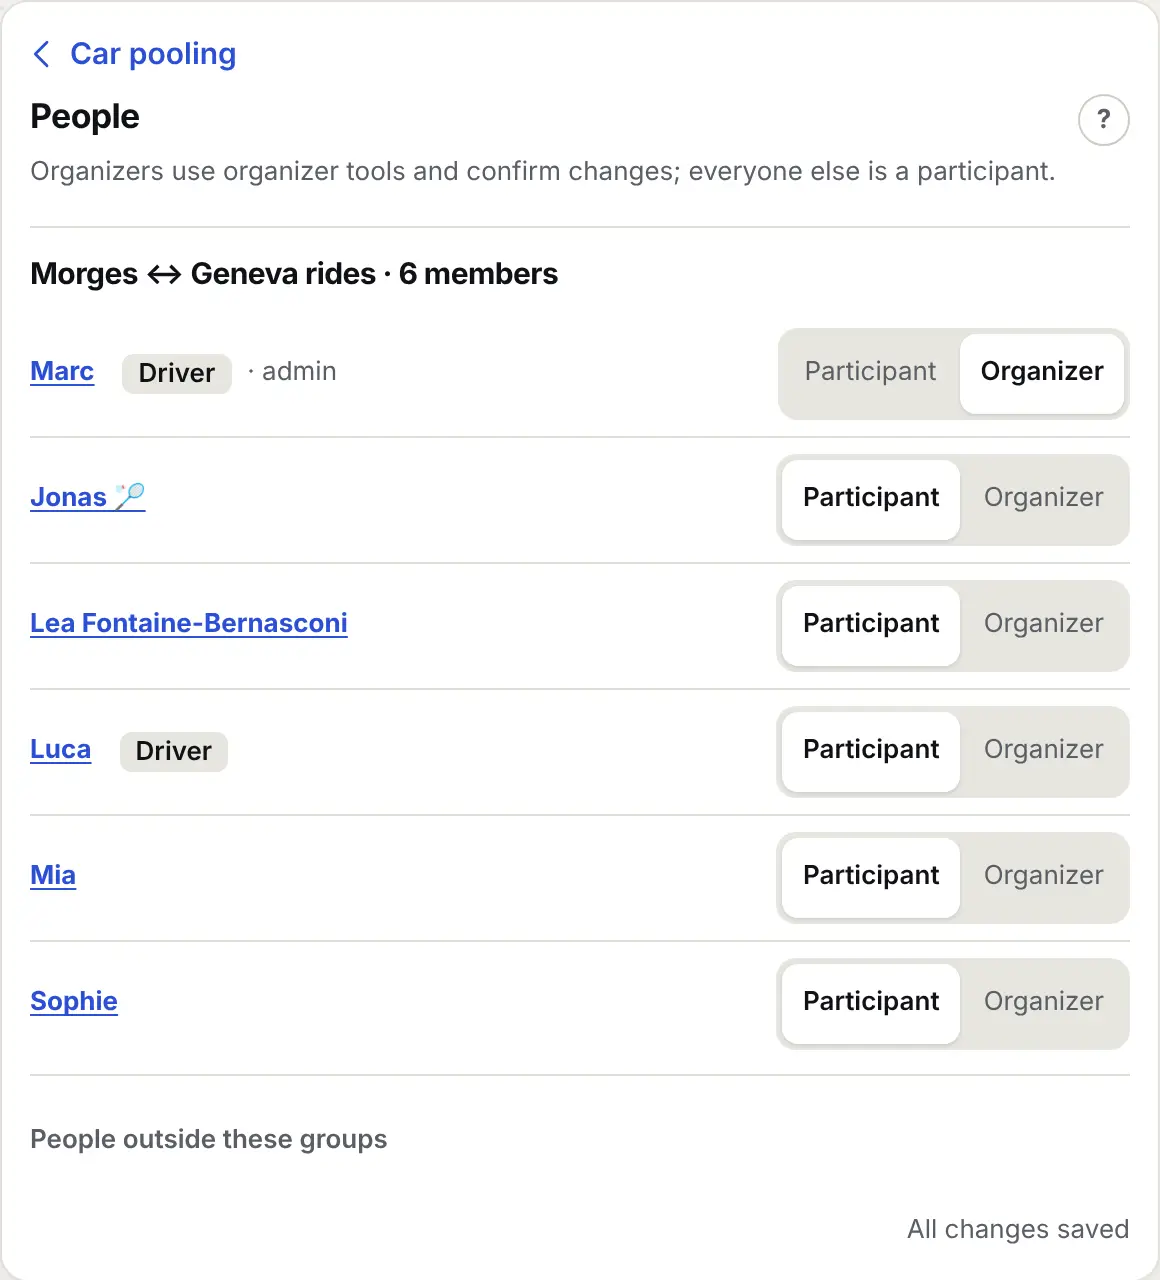 Car pooling
People
?
Organizers use organizer tools and confirm changes; everyone else is a participant.
Morges ↔ Geneva rides · 6 members
Marc Driver · admin Participant Organizer
Jonas 🏸 Participant Organizer
Lea Fontaine-Bernasconi Participant Organizer
Luca Driver Participant Organizer
Mia Participant Organizer
Sophie Participant Organizer
People outside these groups
All changes saved